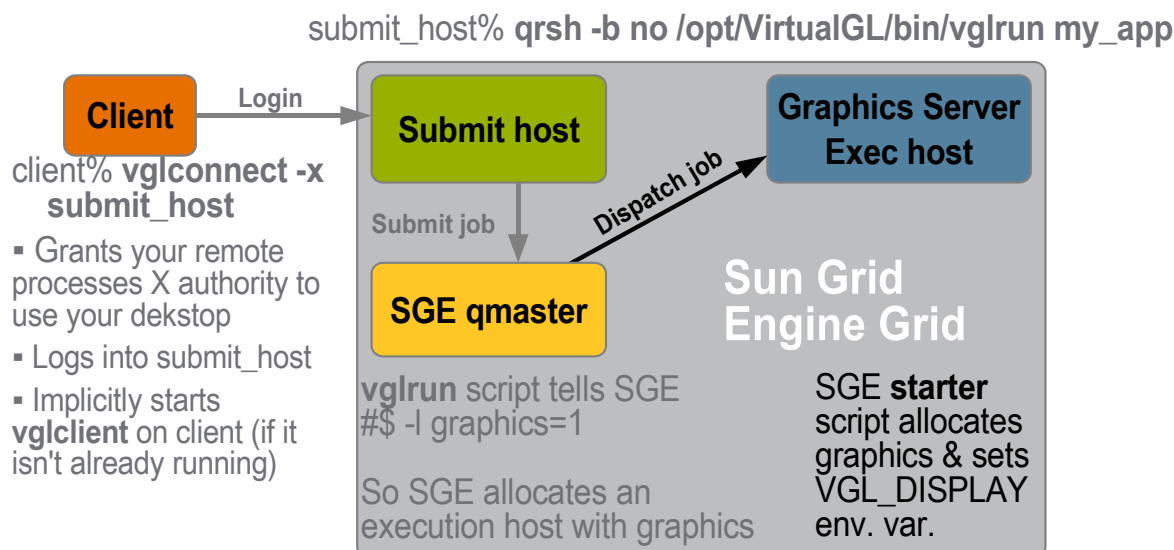 submit_host% qrsh -b no /opt/VirtualGL/bin/vglrun my_app
Client
Login
Submit host
Graphics Server
Exec host
client% vglconnect -x
submit_host
▪ Grants your remote
processes X authority to
use your dekstop
▪ Logs into submit_host
▪ Implicitly starts
vglclient on client (if it
isn't already running)
Submit job
Dispatch job
SGE qmaster
Sun Grid
Engine Grid
vglrun script tells SGE
#$ -l graphics=1
So SGE allocates an
execution host with graphics
SGE starter
script allocates
graphics & sets
VGL_DISPLAY
env. var.